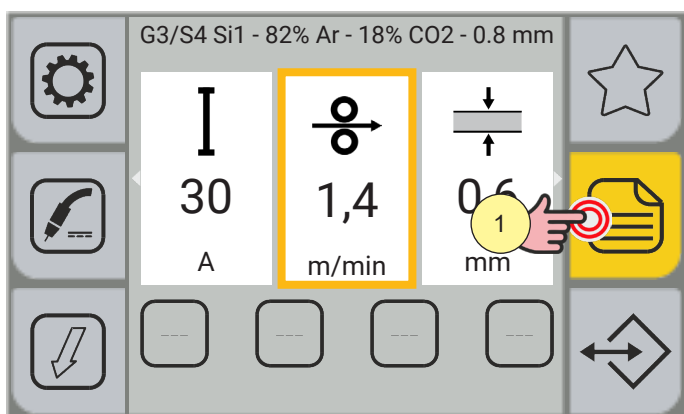 G3/S4 Si1 - 82% Ar - 18% CO2 - 0.8 mm
30 1,4 0,6
1
A m/min mm
--- --- --- ---